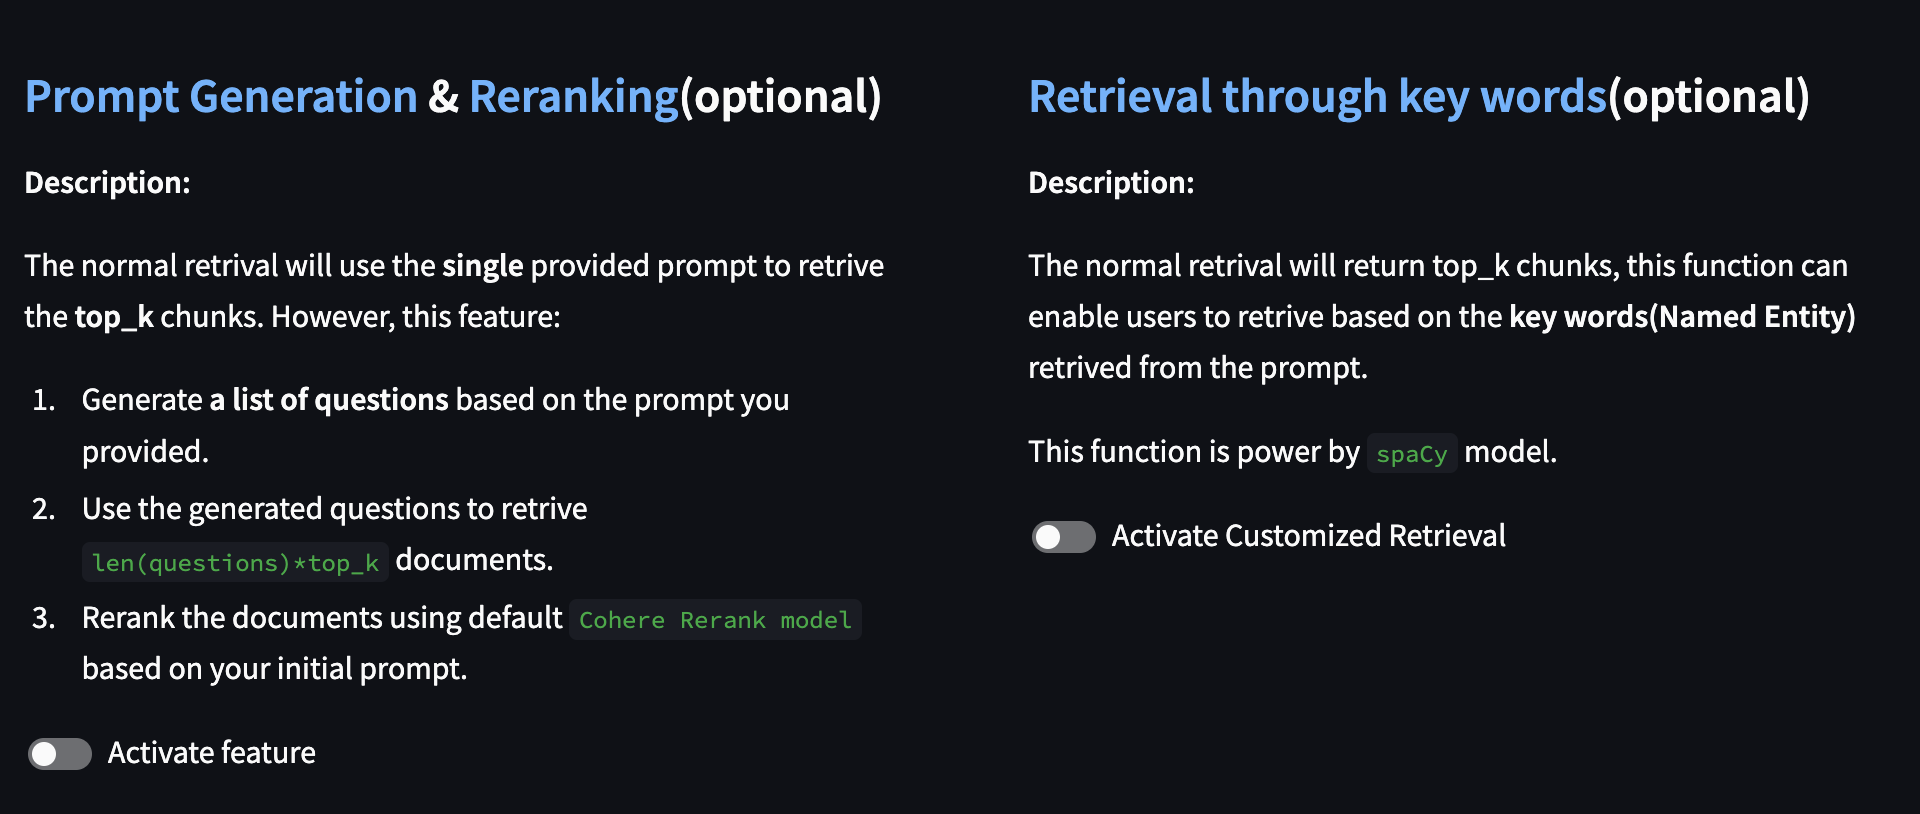 Prompt Generation & Reranking(optional)
Description:
The normal retrival will use the single provided prompt to retrive
the top_k chunks. However, this feature:
1. Generate a list of questions based on the prompt you
provided.
2. Use the generated questions to retrive
len(questions)*top_k documents.
3. Rerank the documents using default Cohere Rerank model
based on your initial prompt.
Activate feature
Retrieval through key words(optional)
Description:
The normal retrival will return top_k chunks, this function can
enable users to retrive based on the key words(Named Entity)
retrived from the prompt.
This function is power by spaCy model.
Activate Customized Retrieval